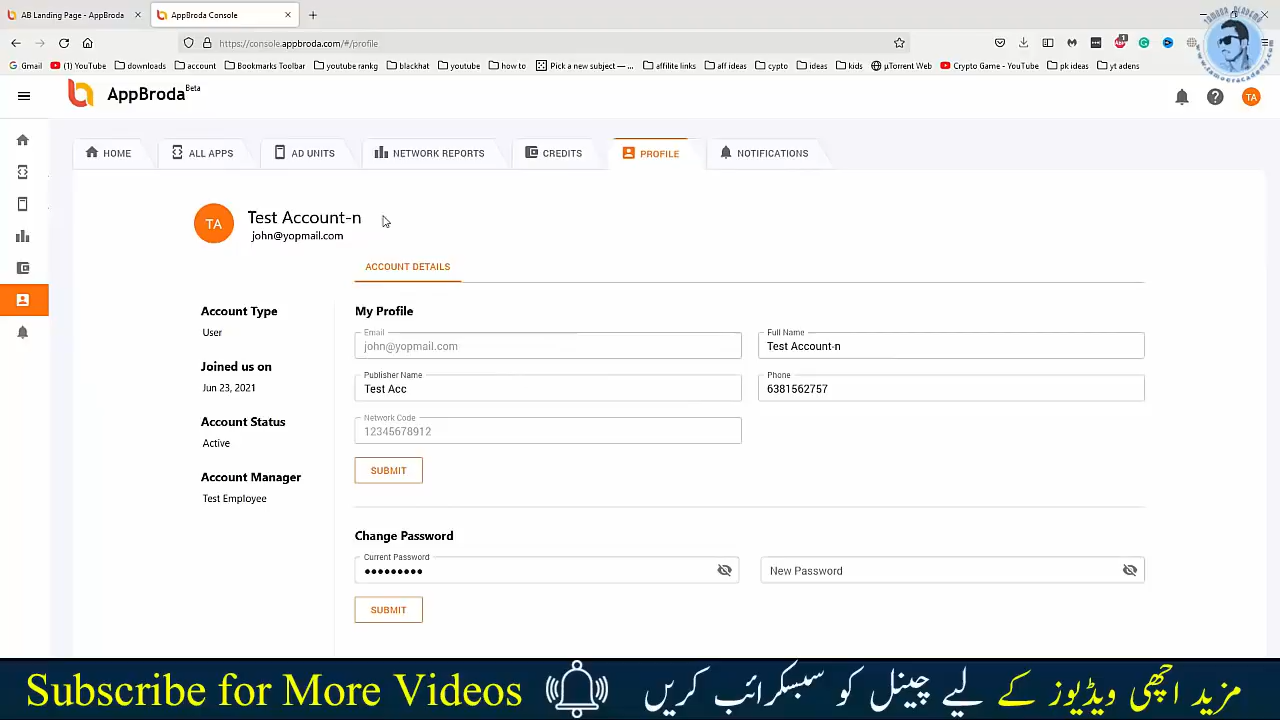 AB Landing Page - AppBroda
AppBroda Console
https://console.appbroda.com/#/profile
Gmail (1) YouTube downloads account Bookmarks Toolbar youtube rankg blackhat youtube how to Pick a new subject — ... affilite links aff ideas cypto ideas kids µTorrent Web Crypto Game - YouTube pk ideas yt adens
AppBroda Beta
TA
HOME ALL APPS AD UNITS NETWORK REPORTS CREDITS PROFILE NOTIFICATIONS
TA
Test Account-n
john@yopmail.com
ACCOUNT DETAILS
Account Type
User
Joined us on
Jun 23, 2021
Account Status
Active
Account Manager
Test Employee
My Profile
Email
john@yopmail.com
Full Name
Test Account-n
Publisher Name
Test Acc
Phone
6381562757
Network Code
12345678912
SUBMIT
Change Password
Current Password
•••••••••
New Password
SUBMIT
Subscribe for More Videos مزید اچھی ویڈیوز کے لیے چینل کو سبسکرائب کریں